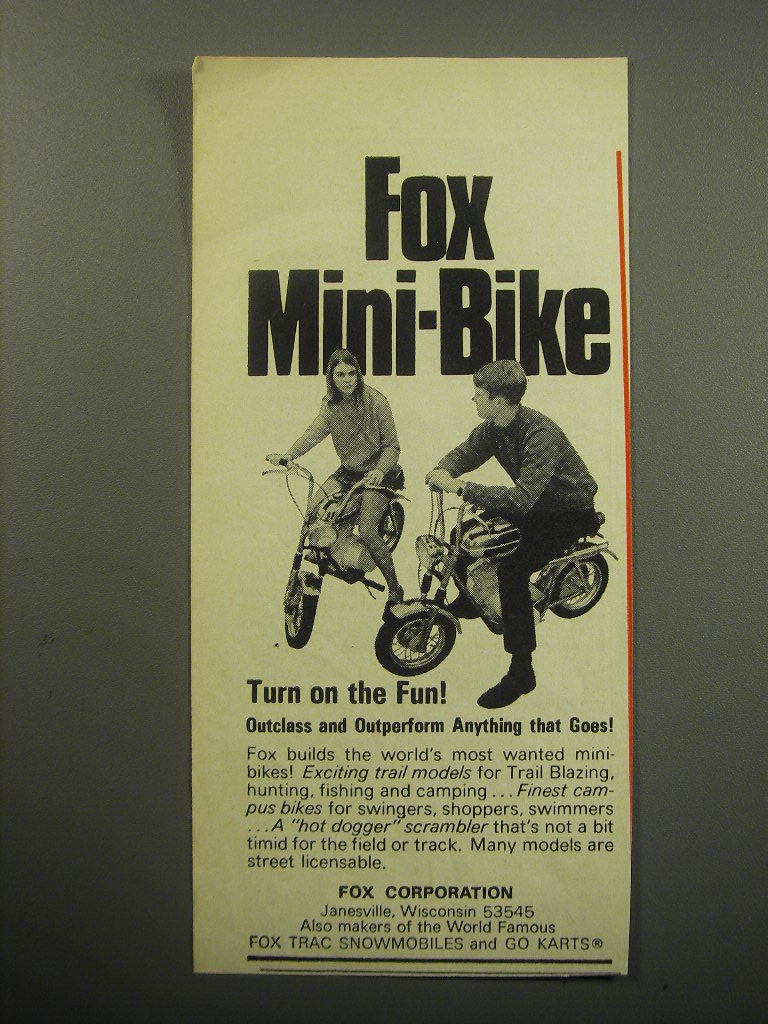 Fox
Mini-Bike
Turn on the Fun!
Outclass and Outperform Anything that Goes!
Fox builds the world's most wanted mini-
bikes! Exciting trail models for Trail Blazing,
hunting, fishing and camping ... Finest cam-
pus bikes for swingers, shoppers, swimmers
...A "hot dogger" scrambler that's not a bit
timid for the field or track. Many models are
street licensable.
FOX CORPORATION
Janesville, Wisconsin 53545
Also makers of the World Famous
FOX TRAC SNOWMOBILES and GO KARTS®